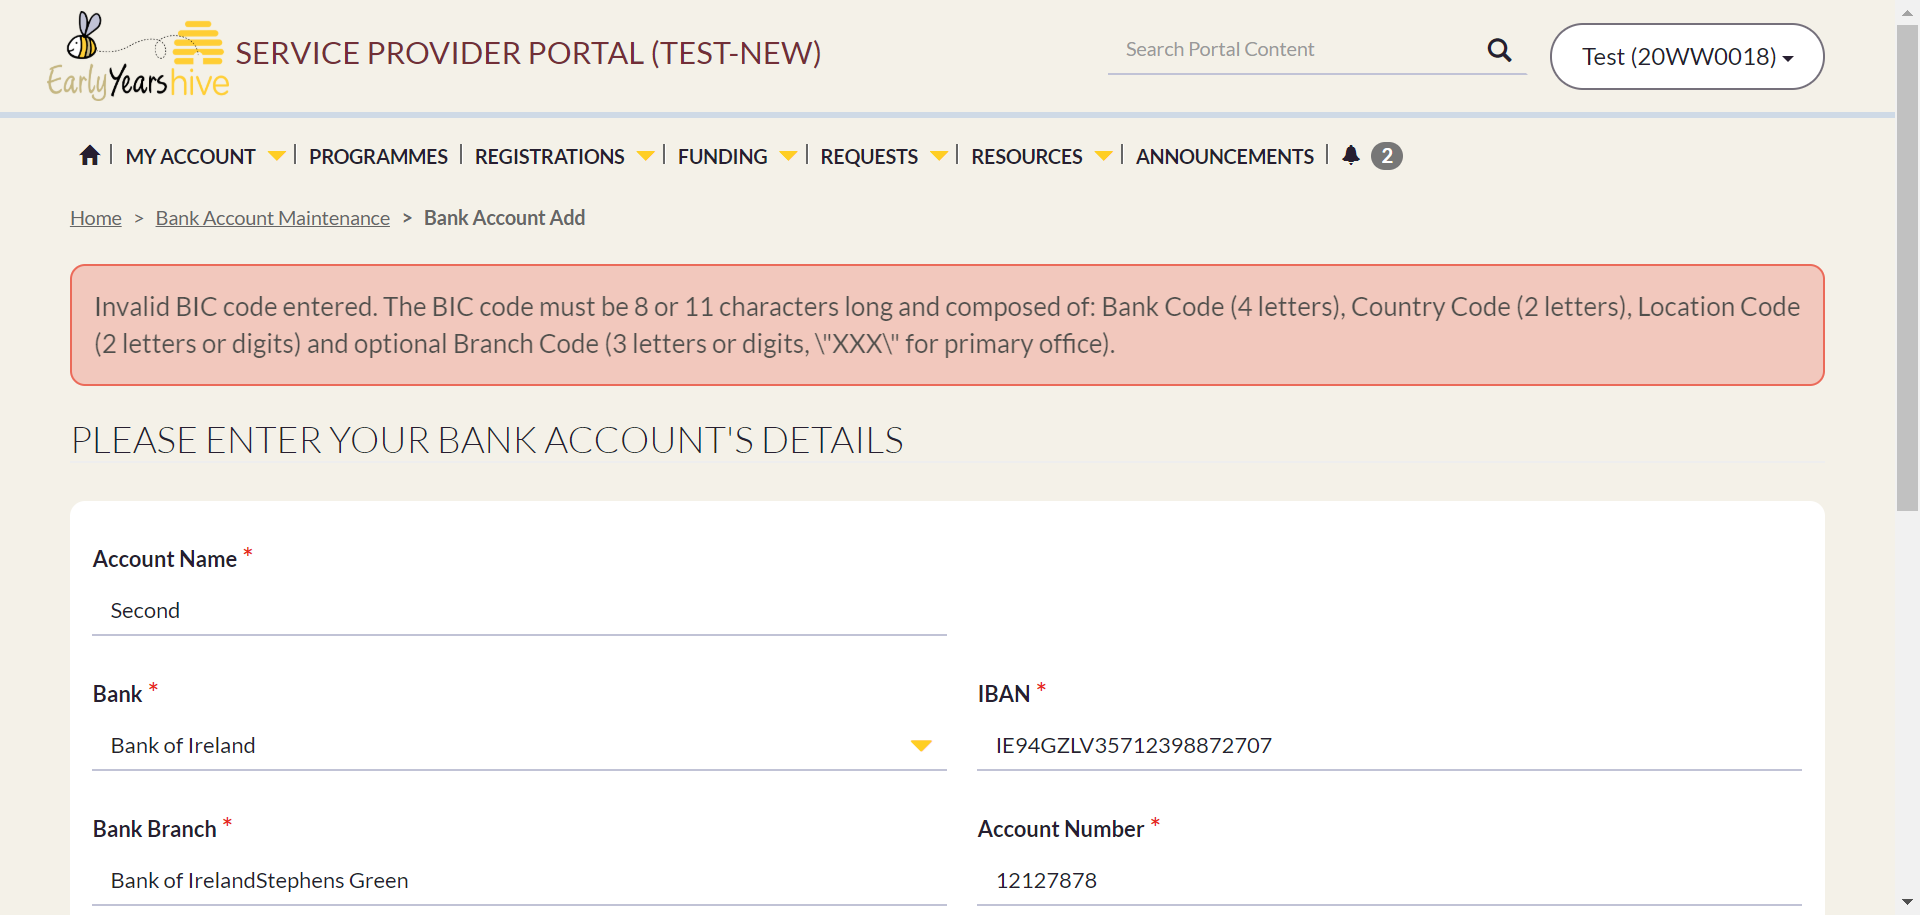 EarlyYearshive
SERVICE PROVIDER PORTAL (TEST-NEW)
Search Portal Content
Test (20WW0018)
MY ACCOUNT | PROGRAMMES | REGISTRATIONS | FUNDING | REQUESTS | RESOURCES | ANNOUNCEMENTS | 2
Home > Bank Account Maintenance > Bank Account Add
Invalid BIC code entered. The BIC code must be 8 or 11 characters long and composed of: Bank Code (4 letters), Country Code (2 letters), Location Code
(2 letters or digits) and optional Branch Code (3 letters or digits, \"XXX\" for primary office).
PLEASE ENTER YOUR BANK ACCOUNT'S DETAILS
Account Name *
Second
Bank *
Bank of Ireland
IBAN *
IE94GZLV35712398872707
Bank Branch *
Bank of IrelandStephens Green
Account Number *
12127878